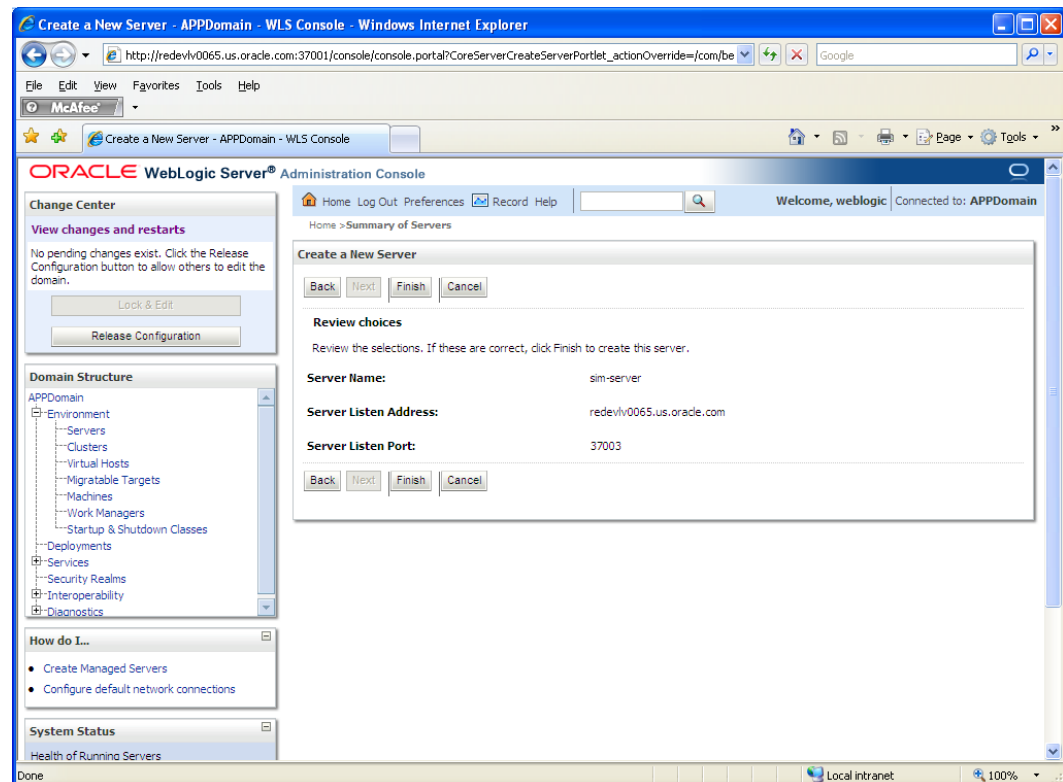 Create a New Server - APPDomain - WLS Console - Windows Internet Explorer
http://redevlv0065.us.oracle.com:37001/console/console.portal?CoreServerCreateServerPortlet_actionOverride=/com/be
Google
File Edit View Favorites Tools Help
McAfee
Create a New Server - APPDomain - WLS Console
Page Tools »
ORACLE WebLogic Server® Administration Console
Change Center
View changes and restarts
No pending changes exist. Click the Release
Configuration button to allow others to edit the
domain.
Lock & Edit
Release Configuration
Domain Structure
APPDomain
Environment
Servers
Clusters
Virtual Hosts
Migratable Targets
Machines
Work Managers
Startup & Shutdown Classes
Deployments
Services
Security Realms
Interoperability
Diagnostics
How do I...
Create Managed Servers
Configure default network connections
System Status
Health of Running Servers
Home Log Out Preferences Record Help
Welcome, weblogic Connected to: APPDomain
Home >Summary of Servers
Create a New Server
Back Next Finish Cancel
Review choices
Review the selections. If these are correct, click Finish to create this server.
Server Name: sim-server
Server Listen Address: redevlv0065.us.oracle.com
Server Listen Port: 37003
Back Next Finish Cancel
Done
Local intranet
100%